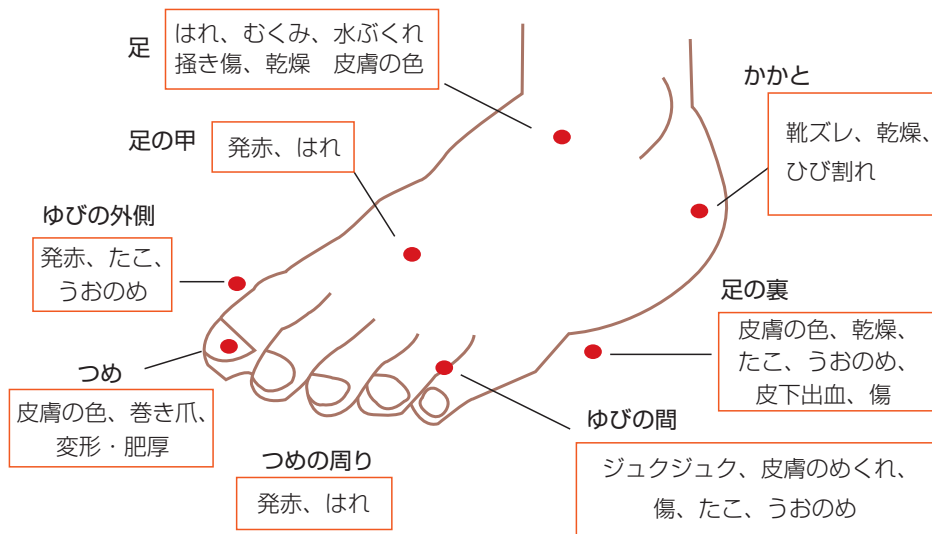 足
はれ、むくみ、水ぶくれ
掻き傷、乾燥　皮膚の色
かかと
靴ズレ、乾燥、
ひび割れ
足の甲
発赤、はれ
ゆびの外側
発赤、たこ、
うおのめ
足の裏
皮膚の色、乾燥、
たこ、うおのめ、
皮下出血、傷
つめ
皮膚の色、巻き爪、
変形・肥厚
ゆびの間
ジュクジュク、皮膚のめくれ、
傷、たこ、うおのめ
つめの周り
発赤、はれ